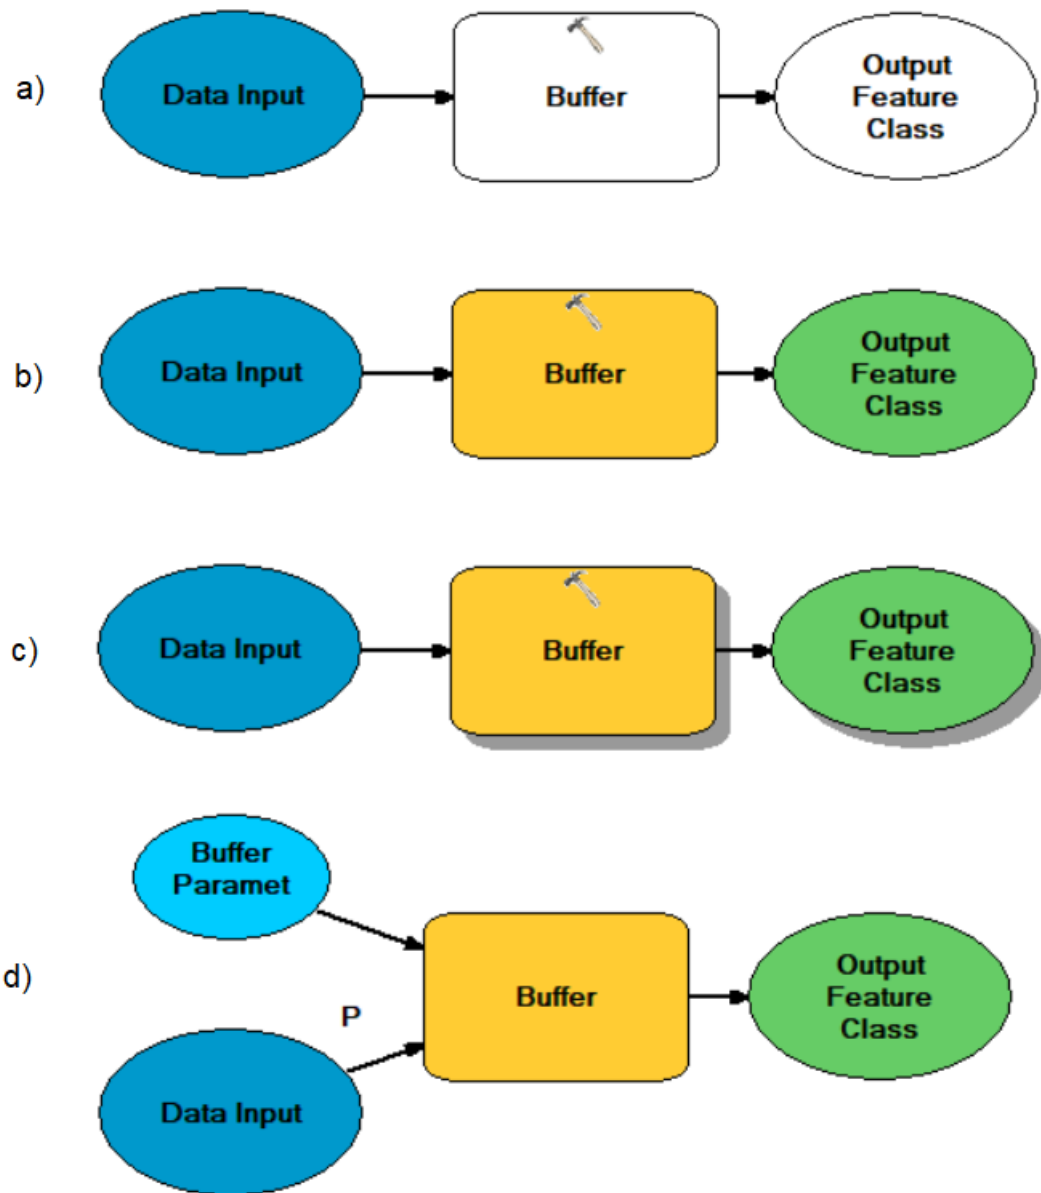 a)
Data Input
Buffer
Output
Feature
Class
b)
Data Input
Buffer
Output
Feature
Class
c)
Data Input
Buffer
Output
Feature
Class
d)
Buffer
Paramet
P
Data Input
Buffer
Output
Feature
Class